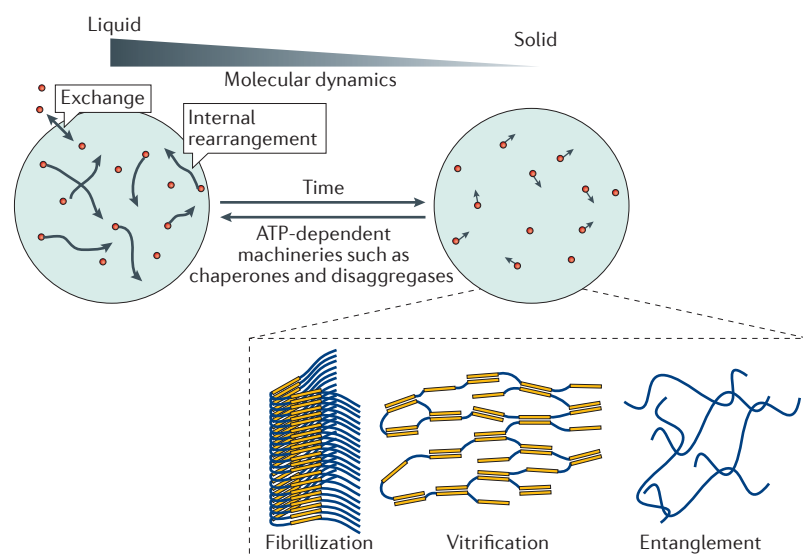 Liquid
Solid
Molecular dynamics
Exchange
Internal
rearrangement
Time
ATP-dependent
machineries such as
chaperones and disaggregases
Fibrillization
Vitrification
Entanglement